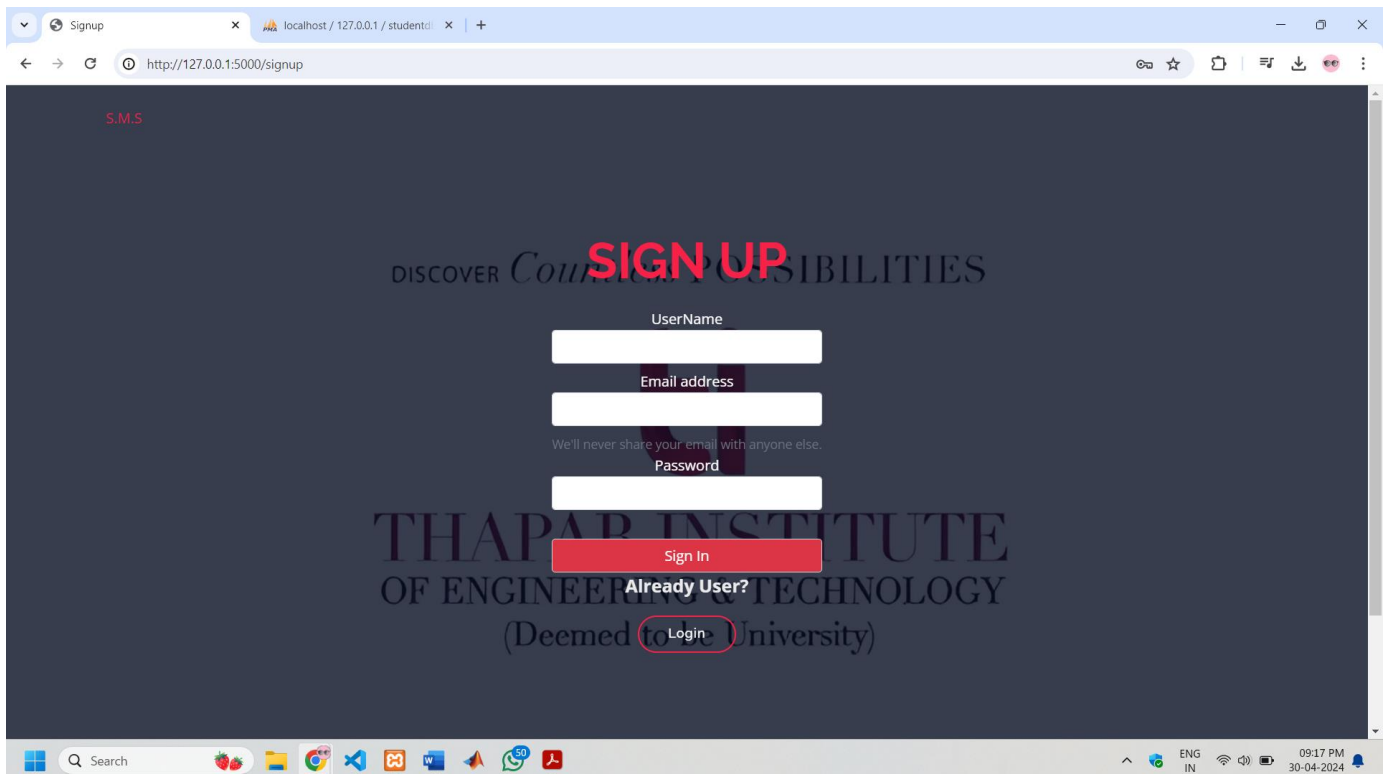 Signup
localhost / 127.0.0.1 / studentd
http://127.0.0.1:5000/signup
S.M.S
SIGN UP
DISCOVER POSSIBILITIES
UserName
Email address
We'll never share your email with anyone else.
Password
THAPAR INSTITUTE
Sign In
OF ENGINEERING & TECHNOLOGY
Already User?
(Deemed to be University)
Login
Search
50
ENG
IN
09:17 PM
30-04-2024